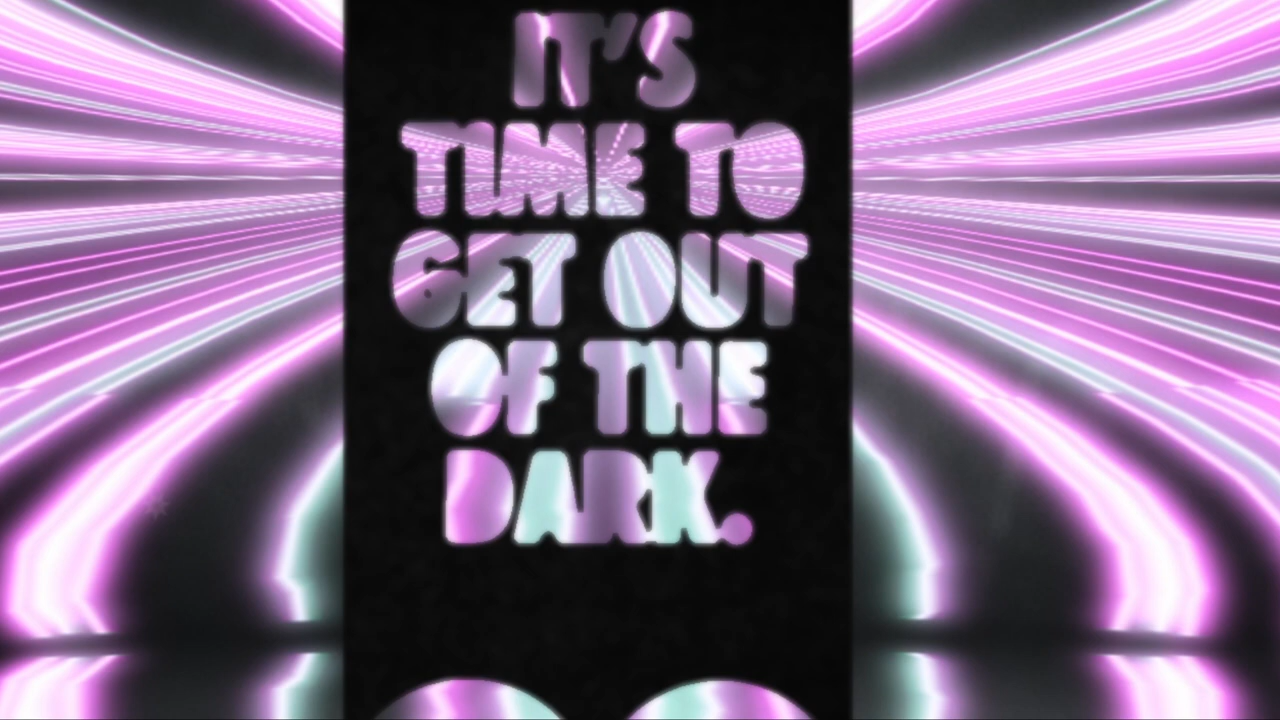 IT'S
TIME TO
GET OUT
OF THE
DARK.